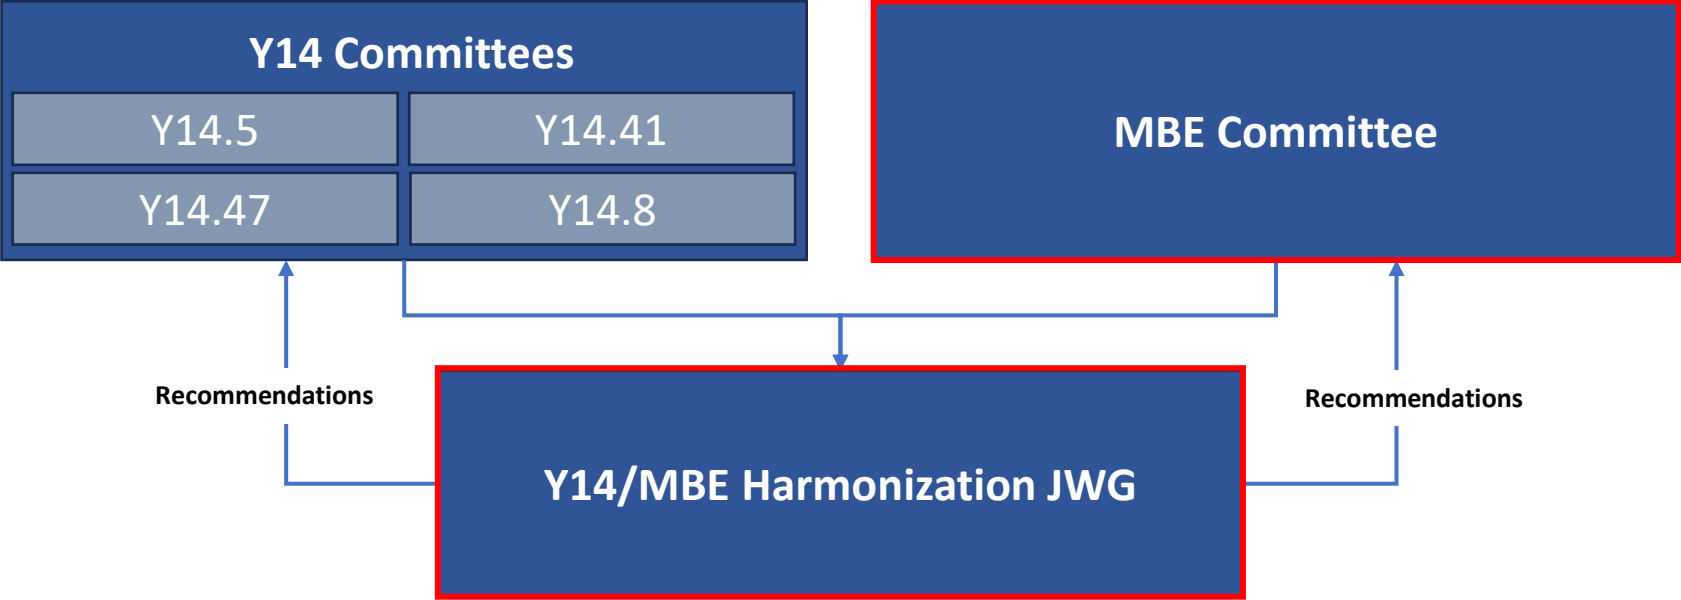 Y14 Committees
Y14.5
Y14.41
Y14.47
Y14.8
MBE Committee
Recommendations
Recommendations
Y14/MBE Harmonization JWG